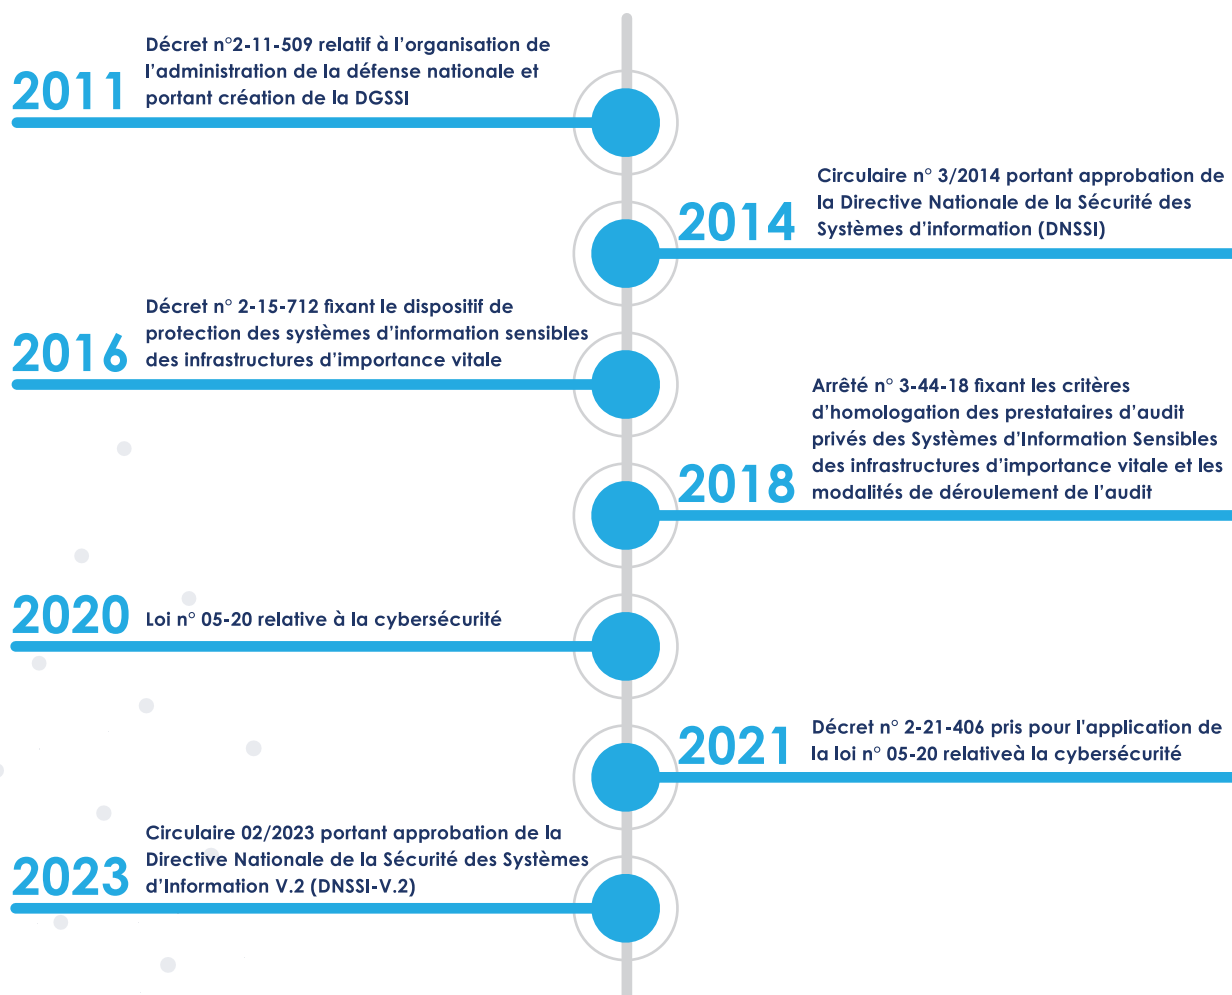 Décret n°2-11-509 relatif à l’organisation de
l’administration de la défense nationale et
portant création de la DGSSI
2011
Circulaire n° 3/2014 portant approbation de
la Directive Nationale de la Sécurité des
Systèmes d’information (DNSSI)
2014
Décret n° 2-15-712 fixant le dispositif de
protection des systèmes d’information sensibles
des infrastructures d’importance vitale
2016
Arrêté n° 3-44-18 fixant les critères
d’homologation des prestataires d’audit
privés des Systèmes d’Information Sensibles
des infrastructures d’importance vitale et les
modalités de déroulement de l’audit
2018
2020
Loi n° 05-20 relative à la cybersécurité
Décret n° 2-21-406 pris pour l'application de
la loi n° 05-20 relativeà la cybersécurité
2021
Circulaire 02/2023 portant approbation de la
Directive Nationale de la Sécurité des Systèmes
d’Information V.2 (DNSSI-V.2)
2023